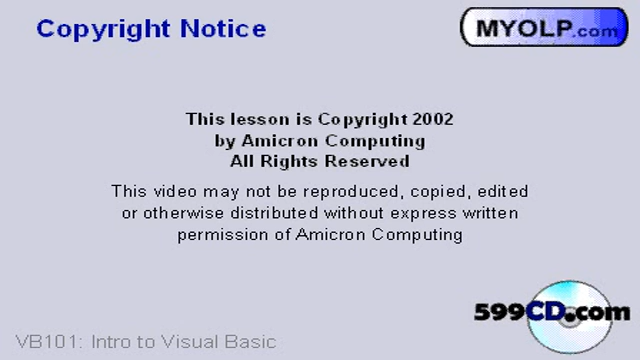 Copyright Notice
MYOLP.com
This lesson is Copyright 2002
by Amicron Computing
All Rights Reserved
This video may not be reproduced, copied, edited
or otherwise distributed without express written
permission of Amicron Computing
599CD.com
VB101: Intro to Visual Basic